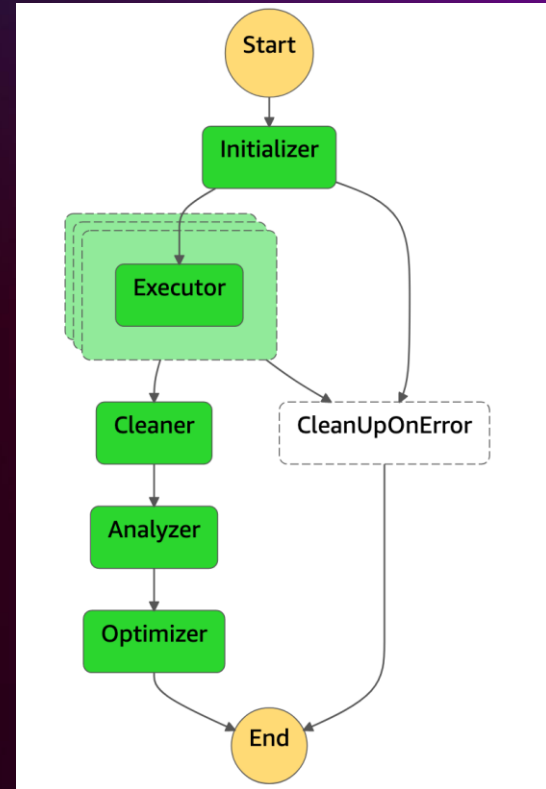 Start
Initializer
Executor
Cleaner
CleanUpOnError
Analyzer
Optimizer
End